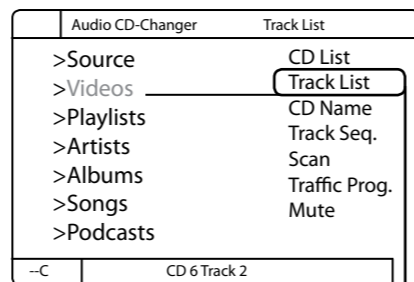 Audio CD-Changer Track List
>Source
>Videos
>Playlists
>Artists
>Albums
>Songs
>Podcasts
CD List
Track List
CD Name
Track Seq.
Scan
Traffic Prog.
Mute
--C CD 6 Track 2